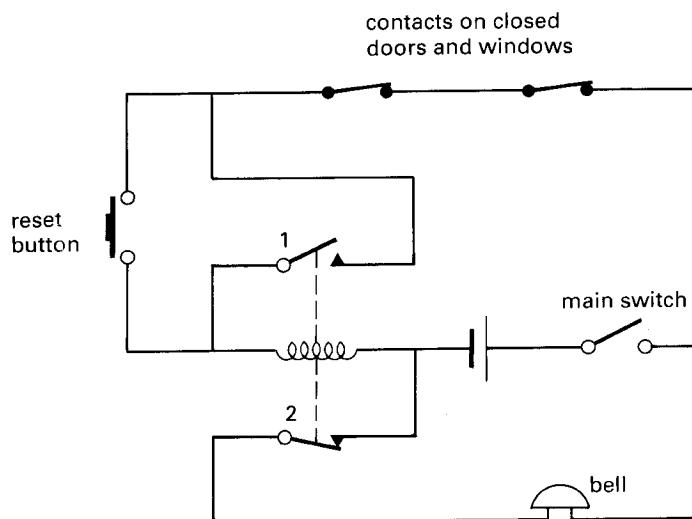 contacts on closed
doors and windows
reset
button
1
main switch
2
bell